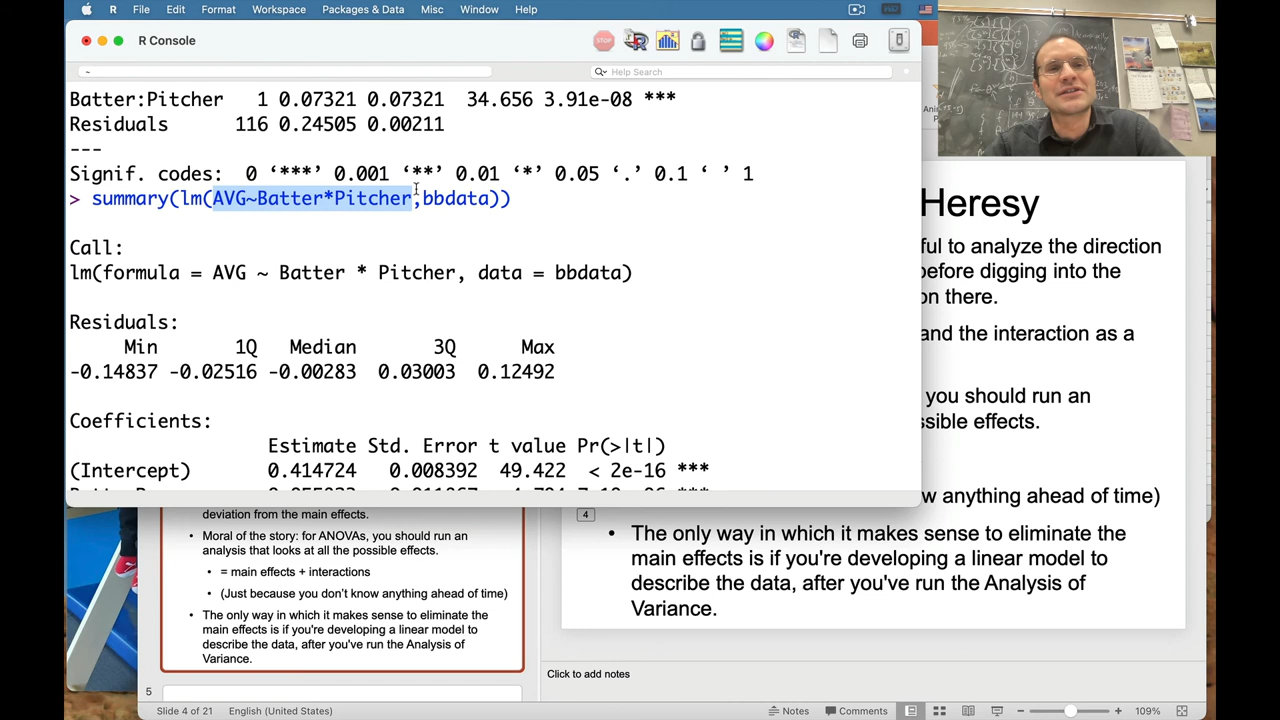 R File Edit Format Workspace Packages & Data Misc Window Help
R Console
STOP
~
Help Search
Batter:Pitcher 1 0.07321 0.07321 34.656 3.91e-08 ***
Residuals 116 0.24505 0.00211
---
Signif. codes: 0 ‘***’ 0.001 ‘**’ 0.01 ‘*’ 0.05 ‘.’ 0.1 ‘ ’ 1
> summary(lm(AVG~Batter*Pitcher,bbdata))
Call:
lm(formula = AVG ~ Batter * Pitcher, data = bbdata)
Residuals:
Min 1Q Median 3Q Max
-0.14837 -0.02516 -0.00283 0.03003 0.12492
Coefficients:
Estimate Std. Error t value Pr(>|t|)
(Intercept) 0.414724 0.008392 49.422 < 2e-16 ***
Heresy
ful to analyze the direction
before digging into the
on there.
and the interaction as a
you should run an
ssible effects.
w anything ahead of time)
• The only way in which it makes sense to eliminate the
main effects is if you're developing a linear model to
describe the data, after you've run the Analysis of
Variance.
4
deviation from the main effects.
• Moral of the story: for ANOVAs, you should run an
analysis that looks at all the possible effects.
• = main effects + interactions
• (Just because you don’t know anything ahead of time)
• The only way in which it makes sense to eliminate the
main effects is if you're developing a linear model to
describe the data, after you've run the Analysis of
Variance.
5
Click to add notes
Slide 4 of 21 English (United States) Notes Comments 109%